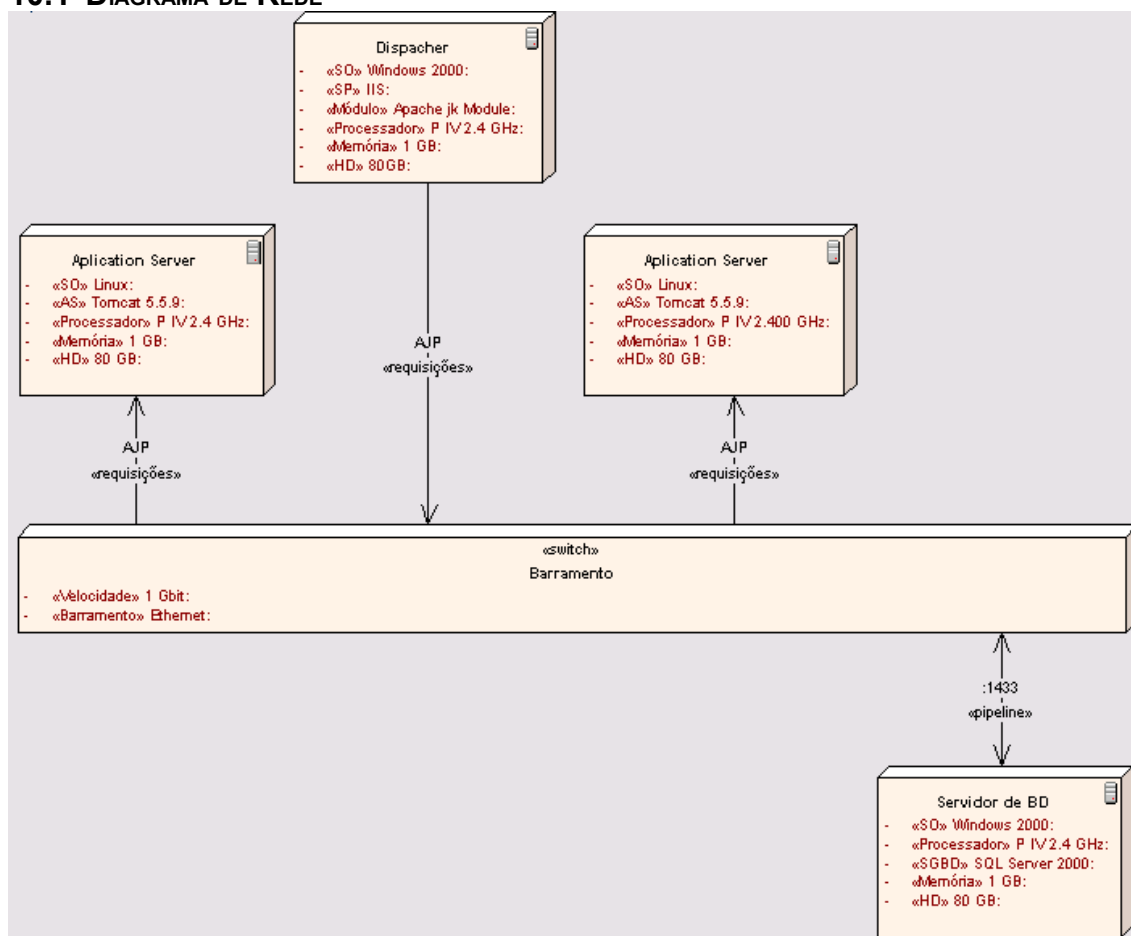 10.1 DIAGRAMA DE REDE
Dispacher
- «SO» Windows 2000:
- «SP» IIS:
- «Módulo» Apache jk Module:
- «Processador» P IV 2.4 GHz:
- «Memória» 1 GB:
- «HD» 80GB:
Aplication Server
- «SO» Linux:
- «AS» Tomcat 5.5.9:
- «Processador» P IV 2.4 GHz:
- «Memória» 1 GB:
- «HD» 80 GB:
Aplication Server
- «SO» Linux:
- «AS» Tomcat 5.5.9:
- «Processador» P IV 2.400 GHz:
- «Memória» 1 GB:
- «HD» 80 GB:
AJP
«requisições»
AJP
«requisições»
AJP
«requisições»
«switch»
Barramento
- «Velocidade» 1 Gbit:
- «Barramento» Ethernet:
:1433
«pipeline»
Servidor de BD
- «SO» Windows 2000:
- «Processador» P IV 2.4 GHz:
- «SGBD» SQL Server 2000:
- «Memória» 1 GB:
- «HD» 80 GB: